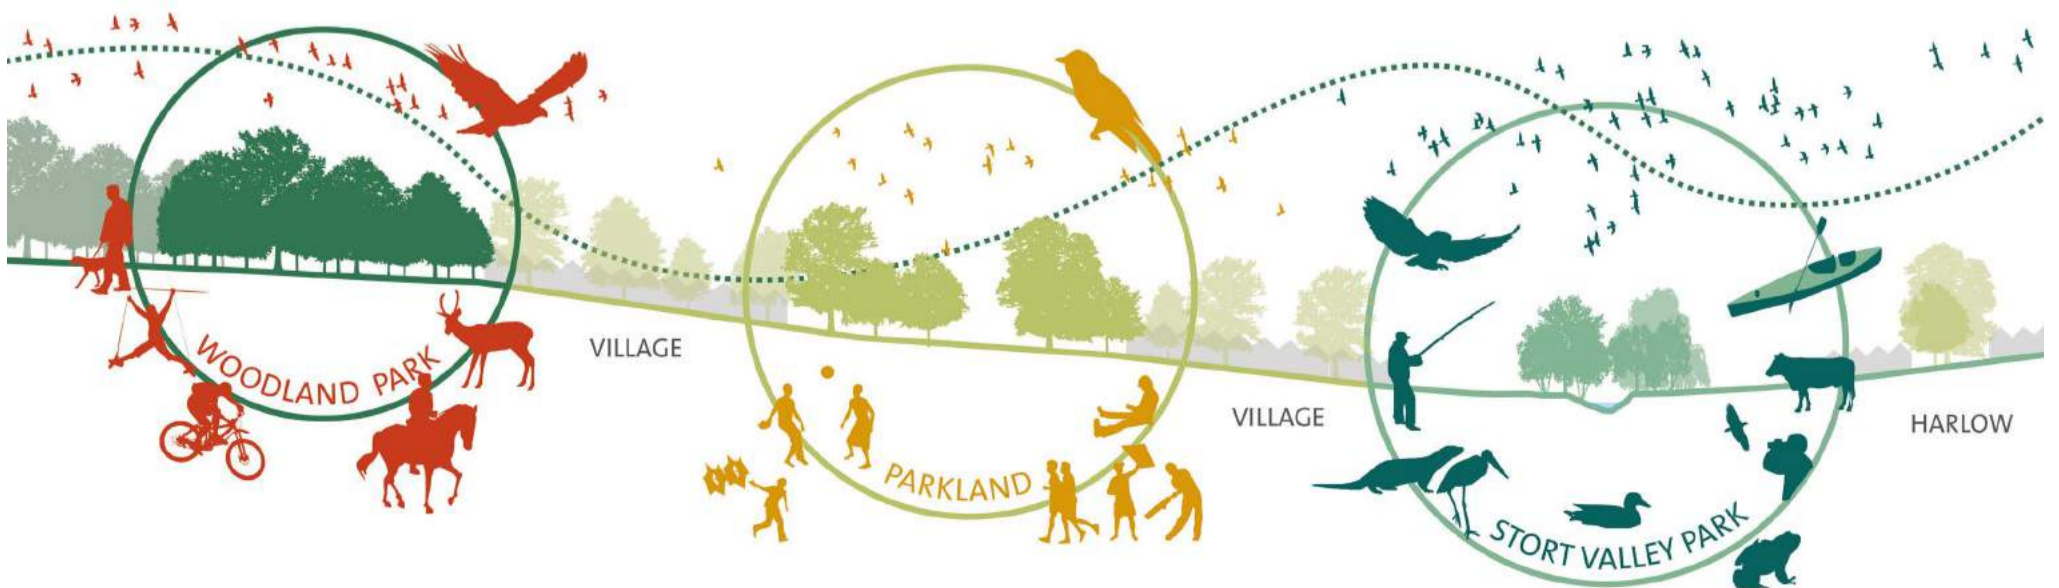 WOODLAND PARK
VILLAGE
PARKLAND
VILLAGE
STORT VALLEY PARK
HARLOW